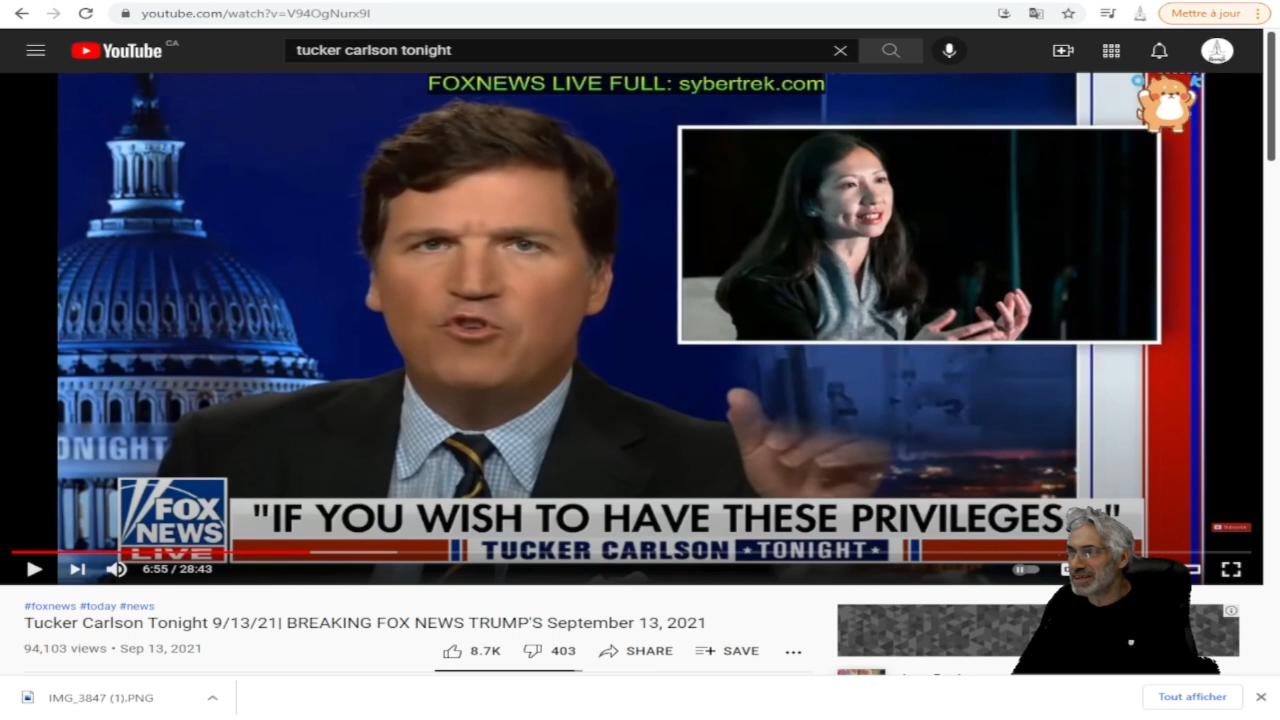 youtube.com/watch?v=V94OgNurx9I
Mettre à jour
YouTube CA
tucker carlson tonight
FOXNEWS LIVE FULL: sybertrek.com
ONIGHT
FOX
NEWS
LIVE
"IF YOU WISH TO HAVE THESE PRIVILEGES
TUCKER CARLSON TONIGHT
6:55 / 28:43
#foxnews #today #news
Tucker Carlson Tonight 9/13/21| BREAKING FOX NEWS TRUMP'S September 13, 2021
94,103 views • Sep 13, 2021
8.7K
403
SHARE
SAVE
IMG_3847 (1).PNG
Tout afficher